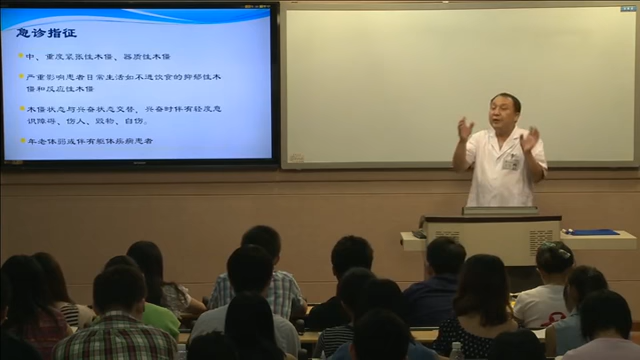 急诊指征
中、重度紧张性木僵、器质性木僵
严重影响患者日常生活如不进饮食的抑郁性木
僵和反应性木僵
木僵状态与兴奋状态交替，兴奋时伴有轻度意
识障碍，伤人、毁物、自伤。
年老体弱或伴有躯体疾病患者